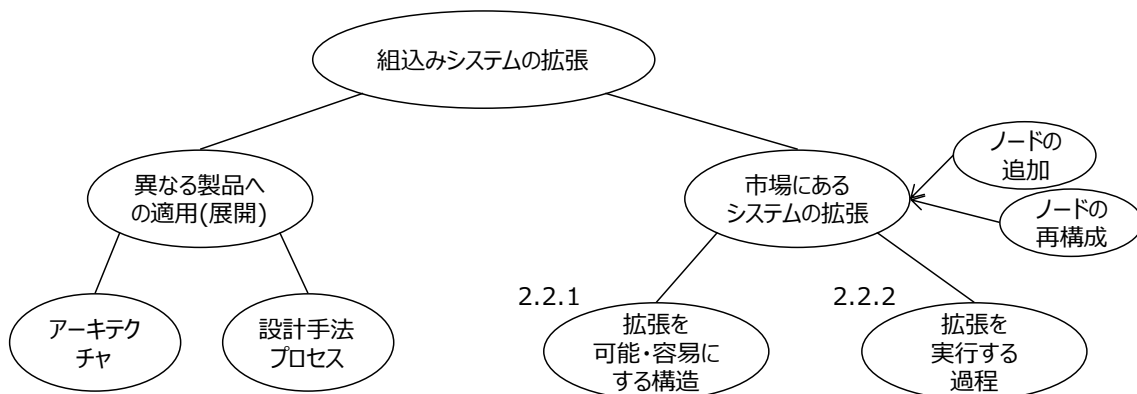 組込みシステムの拡張
異なる製品へ
の適用(展開)
市場にある
システムの拡張
ノードの
追加
ノードの
再構成
アーキテク
チャ
設計手法
プロセス
2.2.1
拡張を
可能・容易に
する構造
2.2.2
拡張を
実行する
過程